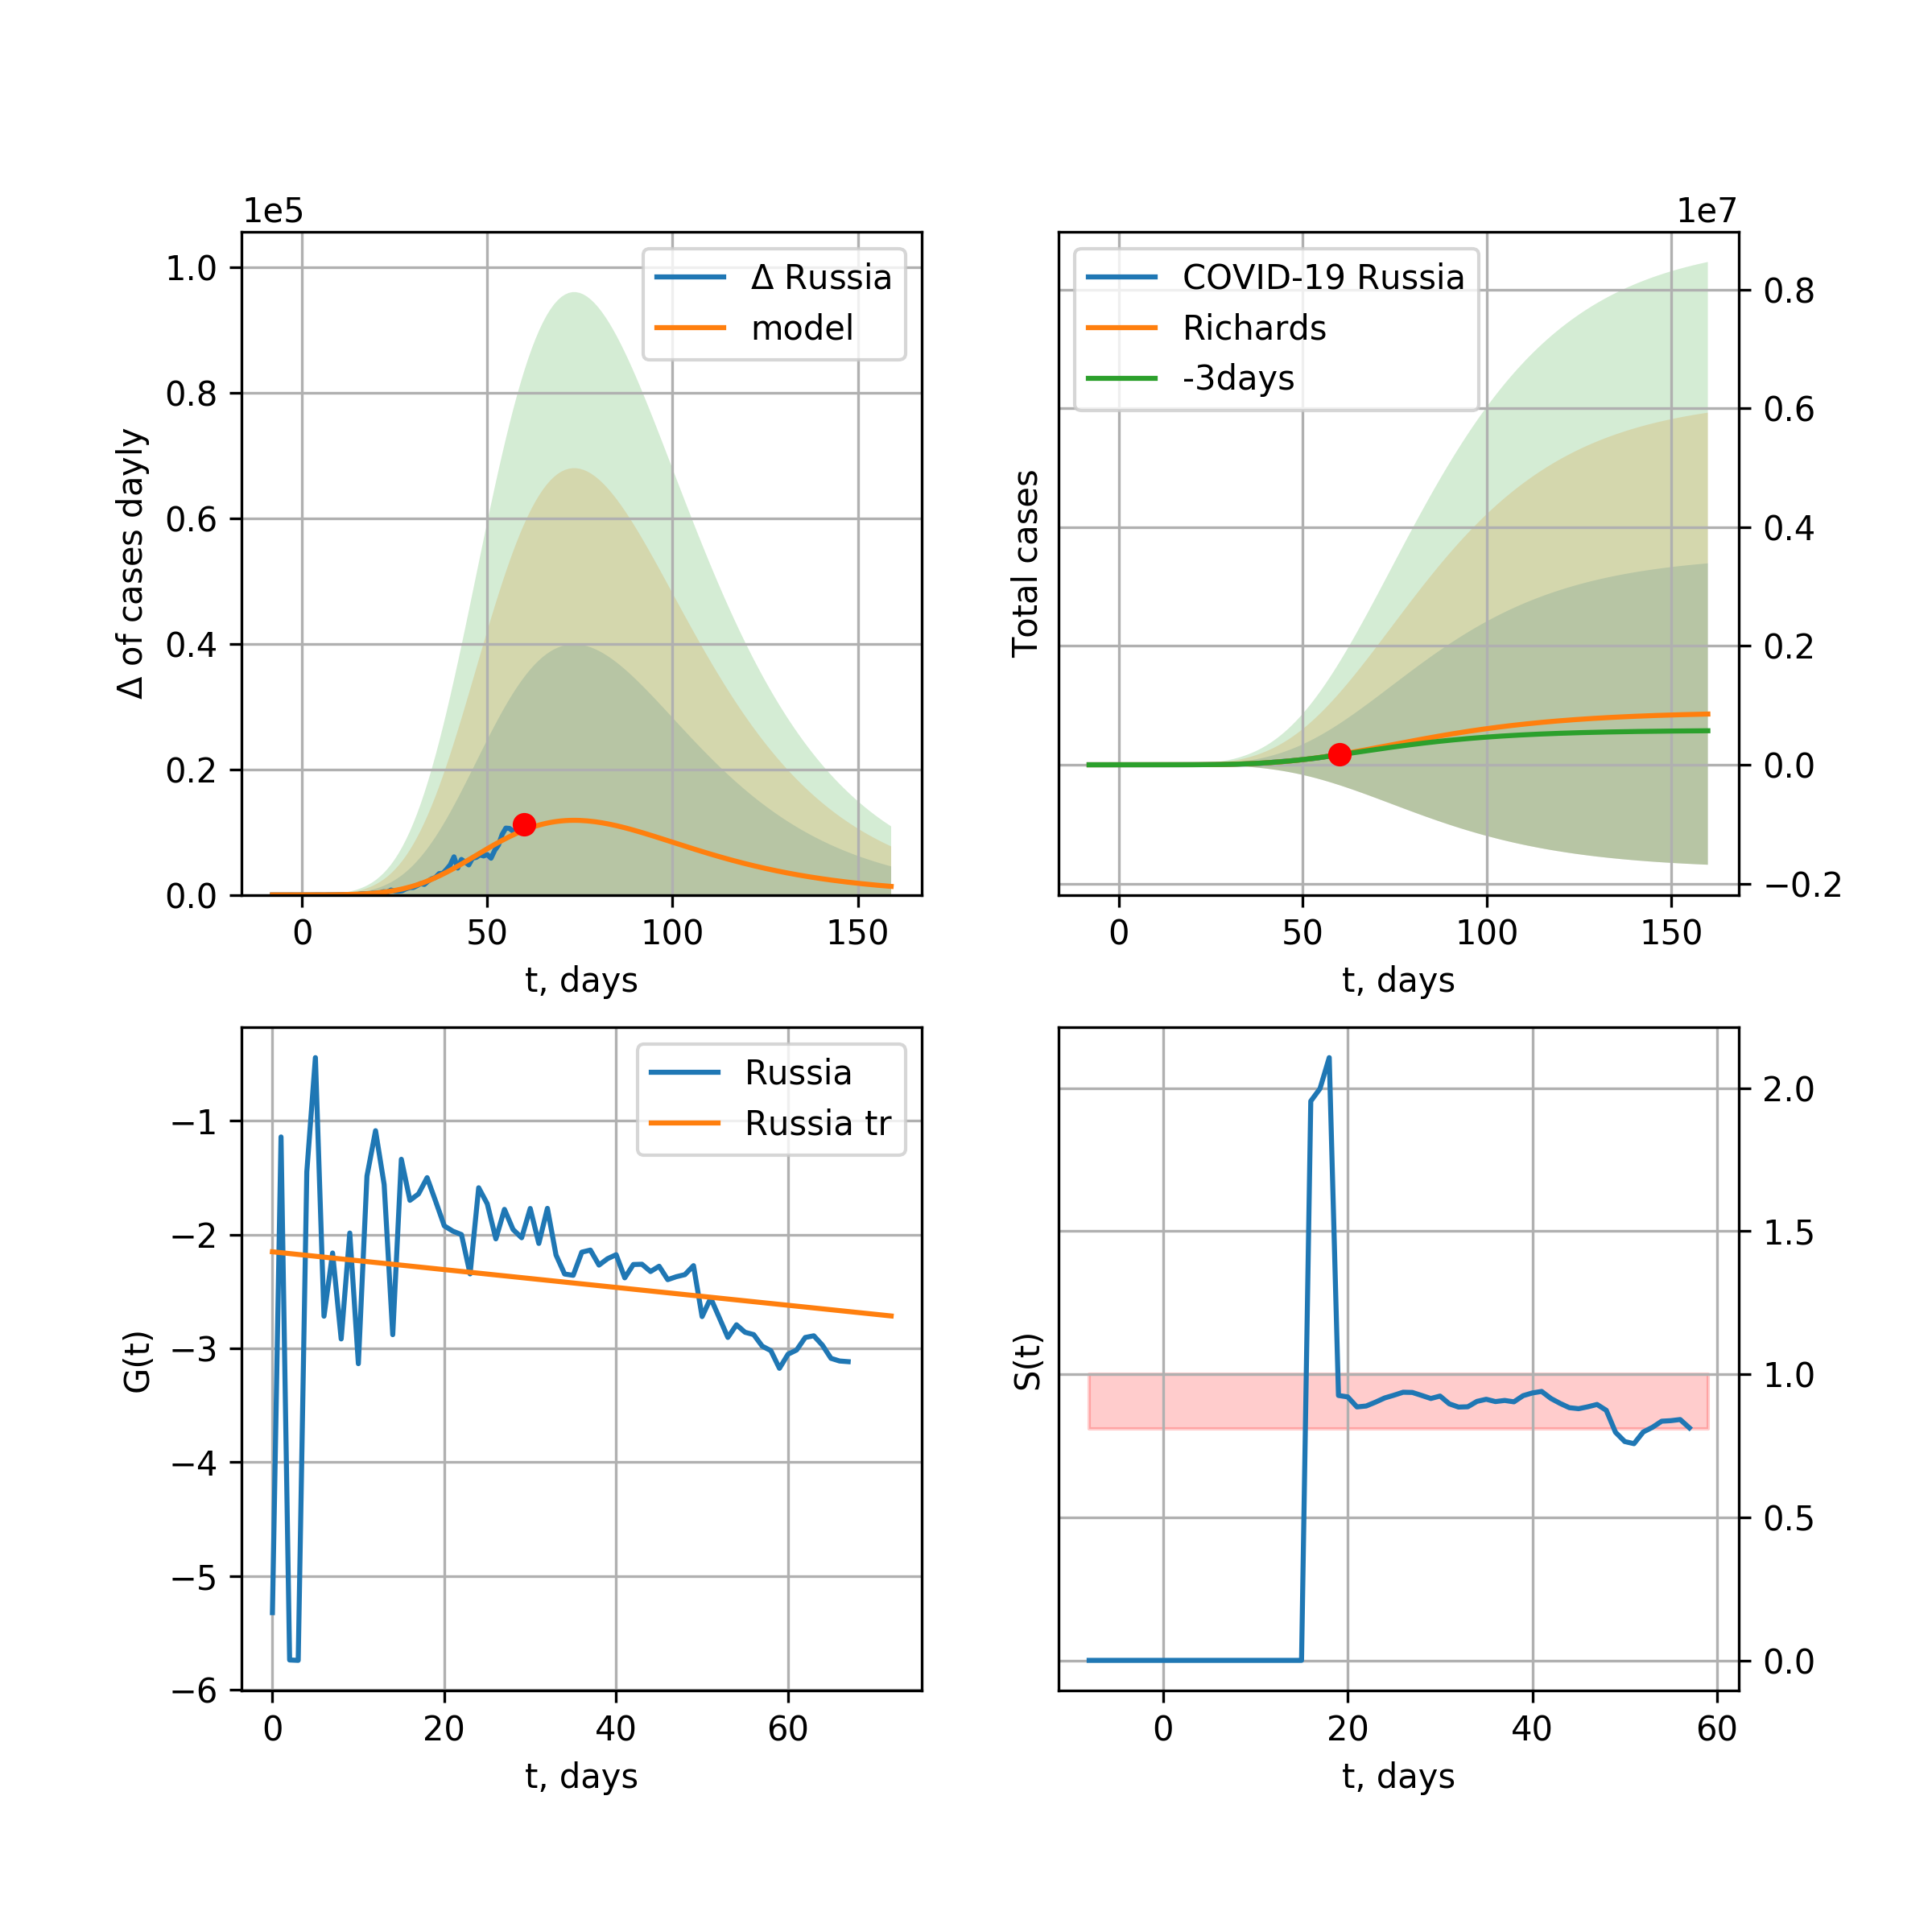 1e5
1.0
0.8
0.6
0.4
0.2
0.0
Δ of cases dayly
0
50
100
150
t, days
Δ Russia
model
1e7
0.8
0.6
0.4
0.2
0.0
−0.2
Total cases
0
50
100
150
t, days
COVID-19 Russia
Richards
-3days
−1
−2
−3
−4
−5
−6
G(t)
0
20
40
60
t, days
Russia
Russia tr
2.0
1.5
1.0
0.5
0.0
S(t)
0
20
40
60
t, days